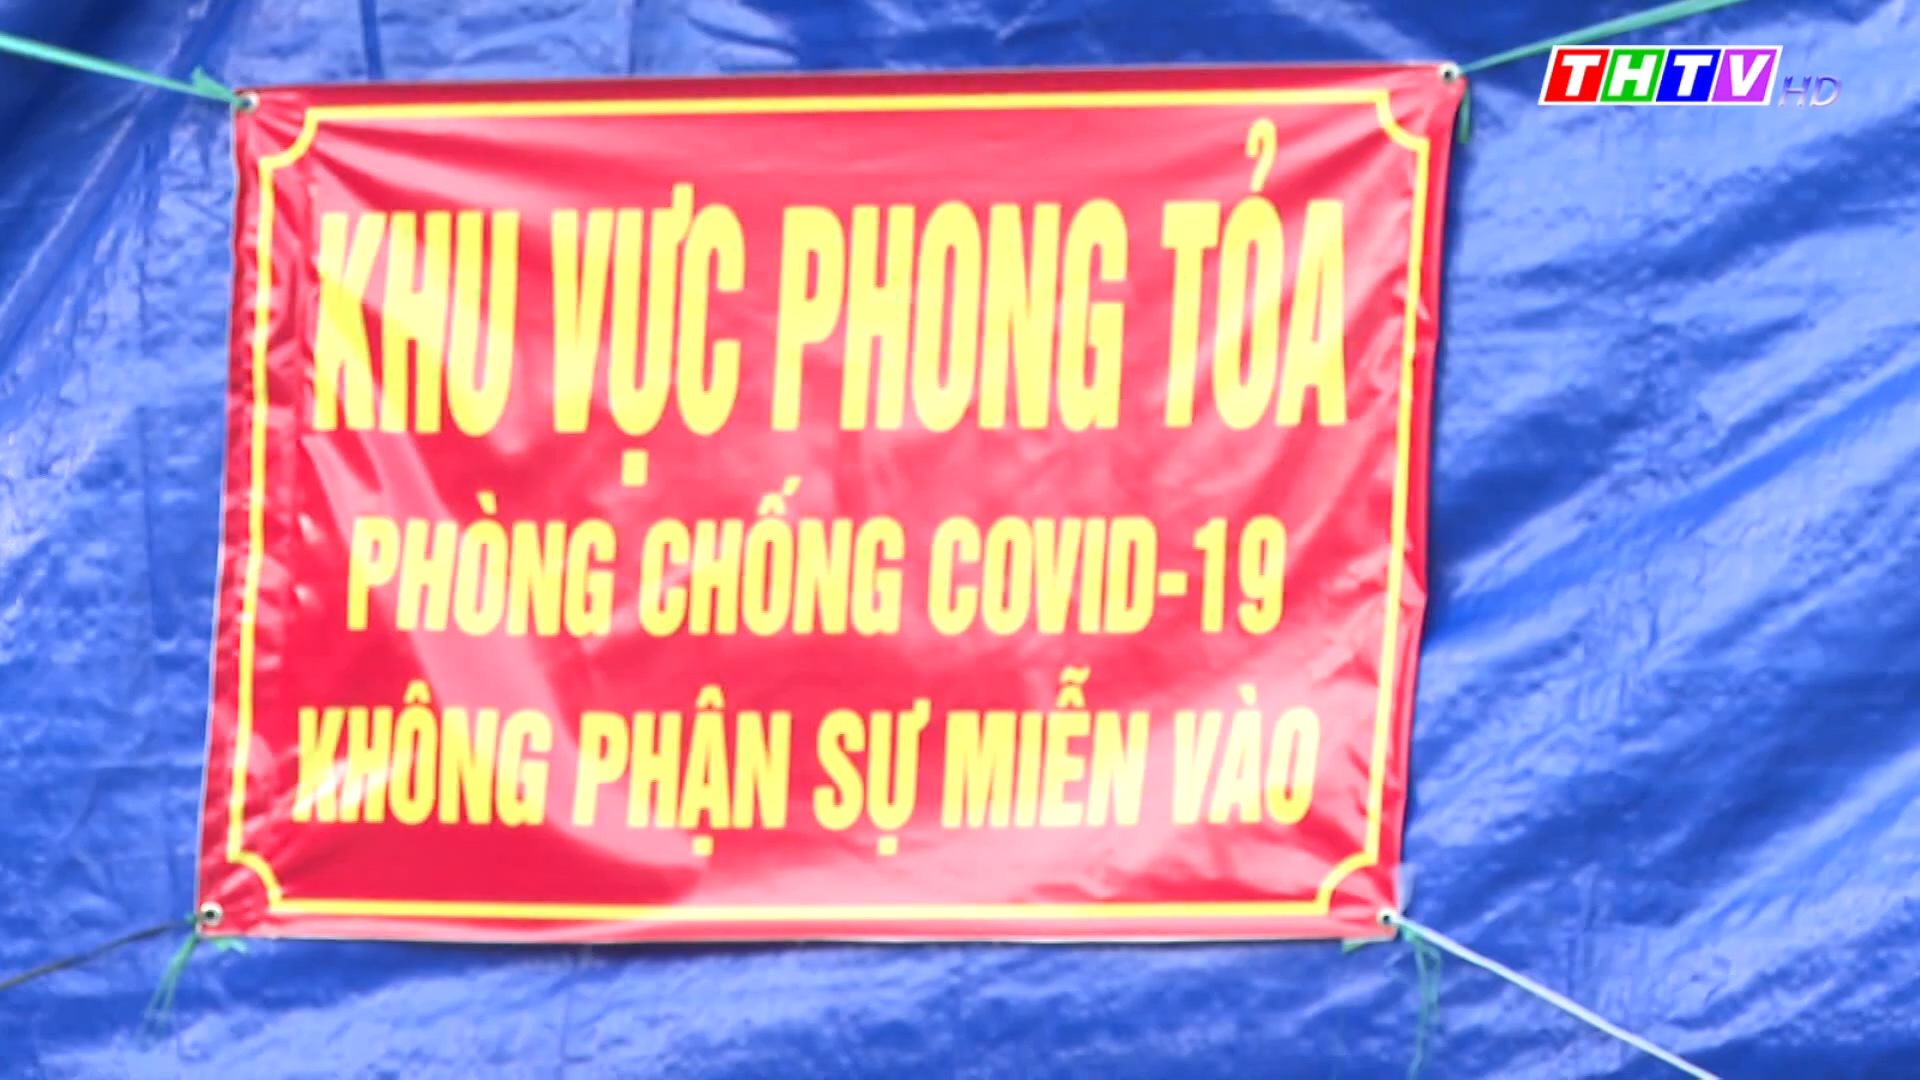 THTV HD
KHU VỰC PHONG TỎA
PHÒNG CHỐNG COVID-19
KHÔNG PHẬN SỰ MIỄN VÀO